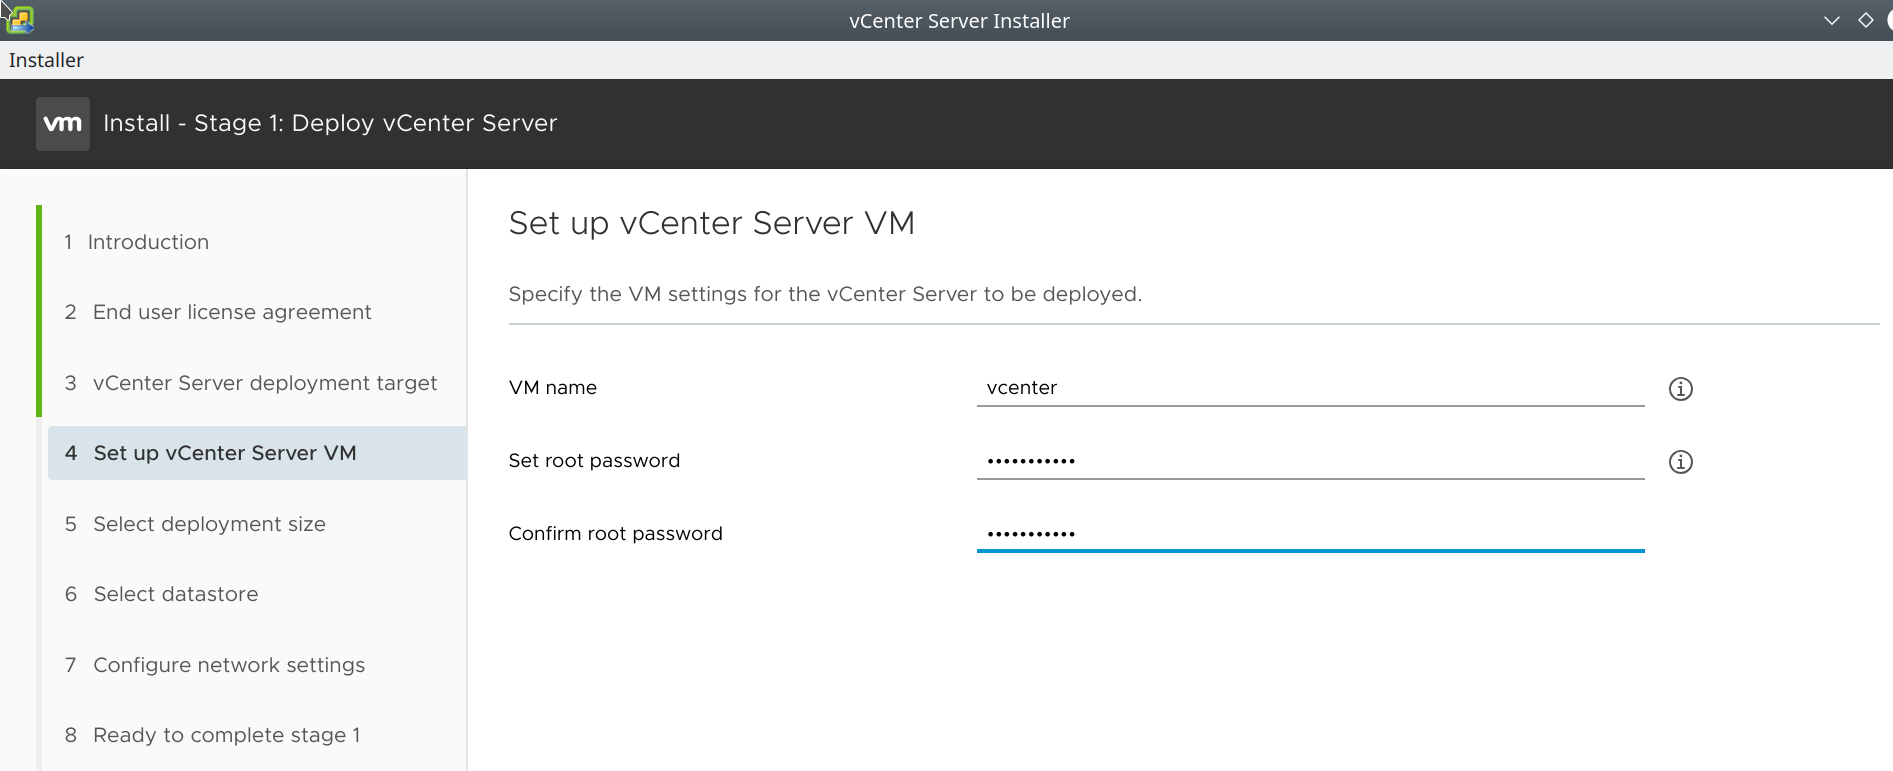 vCenter Server Installer
Installer
vm Install - Stage 1: Deploy vCenter Server
1 Introduction
2 End user license agreement
3 vCenter Server deployment target
4 Set up vCenter Server VM
5 Select deployment size
6 Select datastore
7 Configure network settings
8 Ready to complete stage 1
Set up vCenter Server VM
Specify the VM settings for the vCenter Server to be deployed.
VM name vcenter
Set root password •••••••••••
Confirm root password •••••••••••